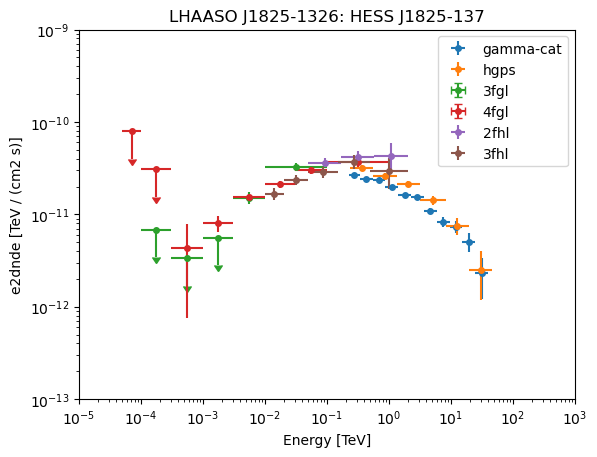 LHAASO J1825-1326: HESS J1825-137
e2dnde [TeV / (cm2 s)]
10^-9
10^-10
10^-11
10^-12
10^-13
gamma-cat
hgps
3fgl
4fgl
2fhl
3fhl
10^-5 10^-4 10^-3 10^-2 10^-1 10^0 10^1 10^2 10^3
Energy [TeV]